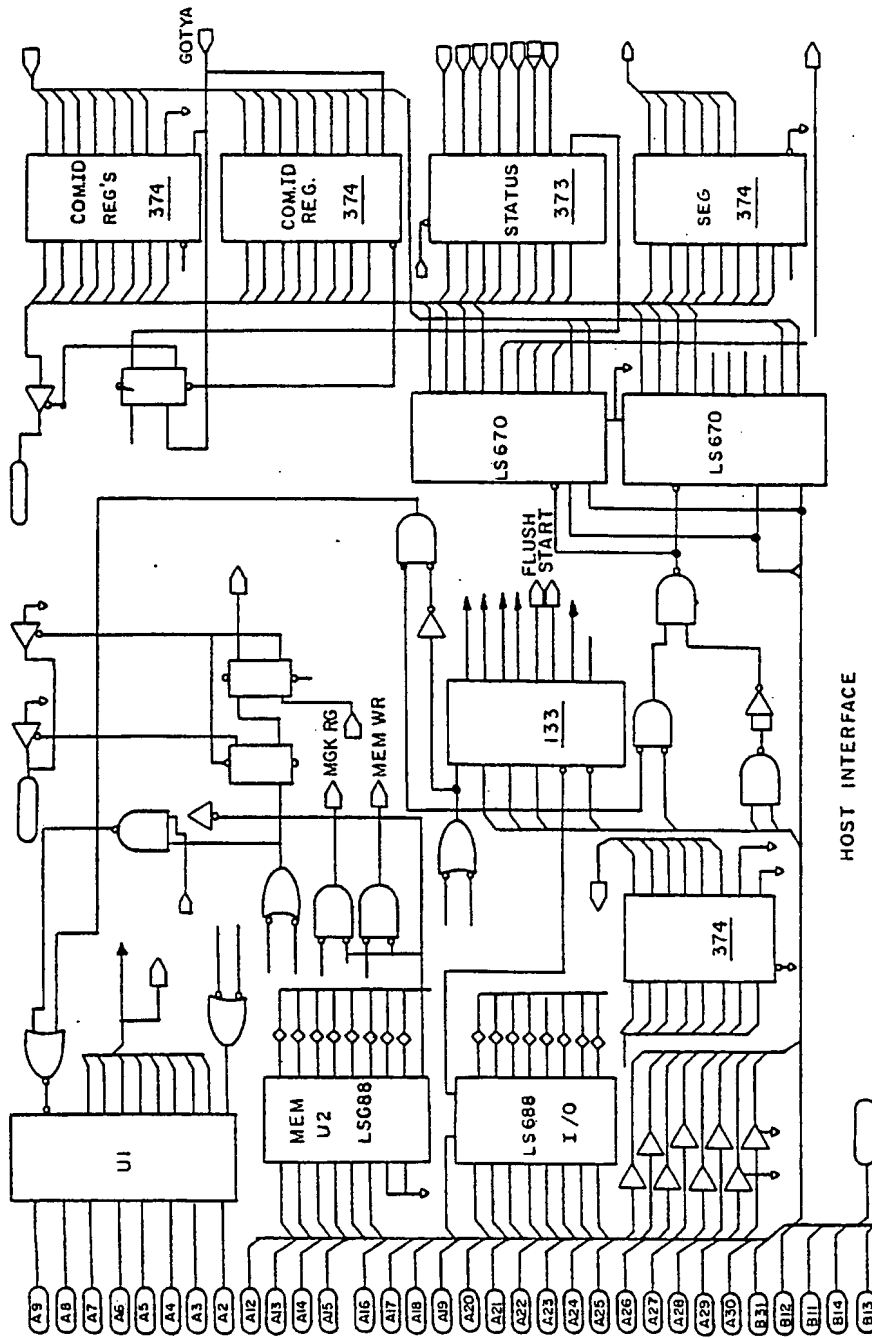 A9
A8
A7
A6
A5
A4
A3
A2
A12
A13
A14
A15
A16
A17
A18
A19
A20
A21
A22
A23
A24
A25
A26
A27
A28
A29
A30
B31
B12
B11
B14
B13
U1
MEM
U2
LS688
LS688
I/O
374
133
MGK RG
MEM WR
FLUSH
START
LS670
LS670
COM.ID
REG'S
374
COM.ID
REG.
374
STATUS
373
SEG
374
GOTYA
HOST INTERFACE